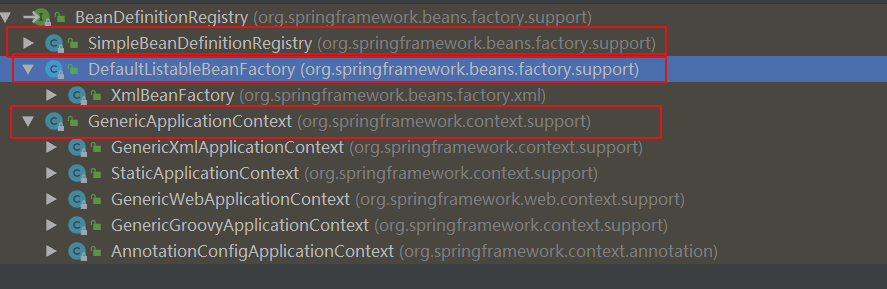 BeanDefinitionRegistry (org.springframework.beans.factory.support)
SimpleBeanDefinitionRegistry (org.springframework.beans.factory.support)
DefaultListableBeanFactory (org.springframework.beans.factory.support)
XmlBeanFactory (org.springframework.beans.factory.xml)
GenericApplicationContext (org.springframework.context.support)
GenericXmlApplicationContext (org.springframework.context.support)
StaticApplicationContext (org.springframework.context.support)
GenericWebApplicationContext (org.springframework.web.context.support)
GenericGroovyApplicationContext (org.springframework.context.support)
AnnotationConfigApplicationContext (org.springframework.context.annotation)